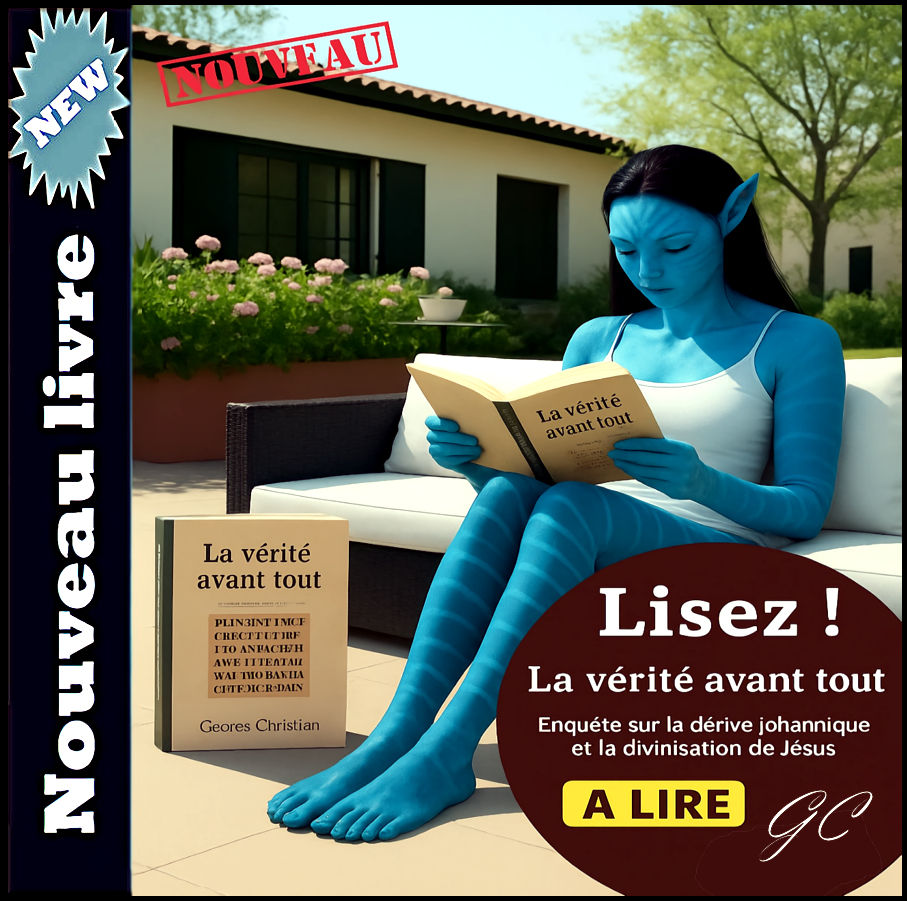 NEW
Nouveau livre
NOUVEAU
La vérité
avant tout
La vérité
avant tout
Geores Christian
Lisez !
La vérité avant tout
Enquéte sur la dérive johannique
et la divinisation de Jésus
A LIRE
GC